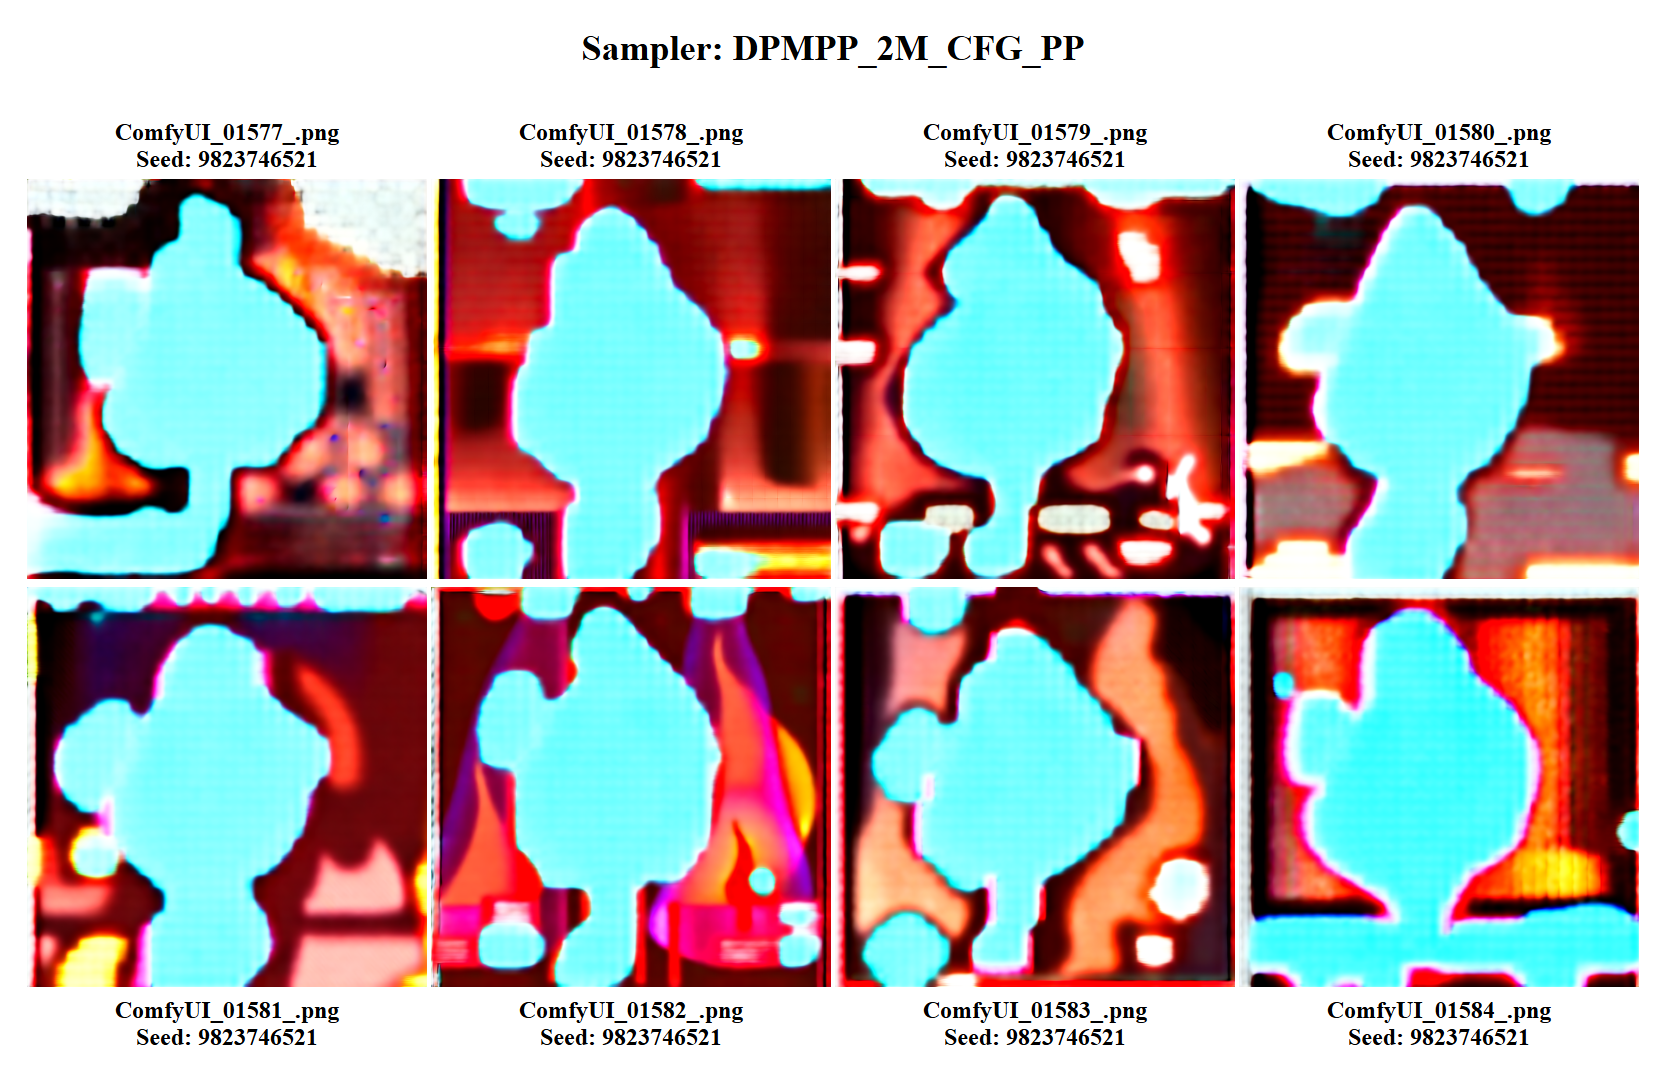 Sampler: DPMPP_2M_CFG_PP
ComfyUI_01577_.png
Seed: 9823746521
ComfyUI_01578_.png
Seed: 9823746521
ComfyUI_01579_.png
Seed: 9823746521
ComfyUI_01580_.png
Seed: 9823746521
ComfyUI_01581_.png
Seed: 9823746521
ComfyUI_01582_.png
Seed: 9823746521
ComfyUI_01583_.png
Seed: 9823746521
ComfyUI_01584_.png
Seed: 9823746521